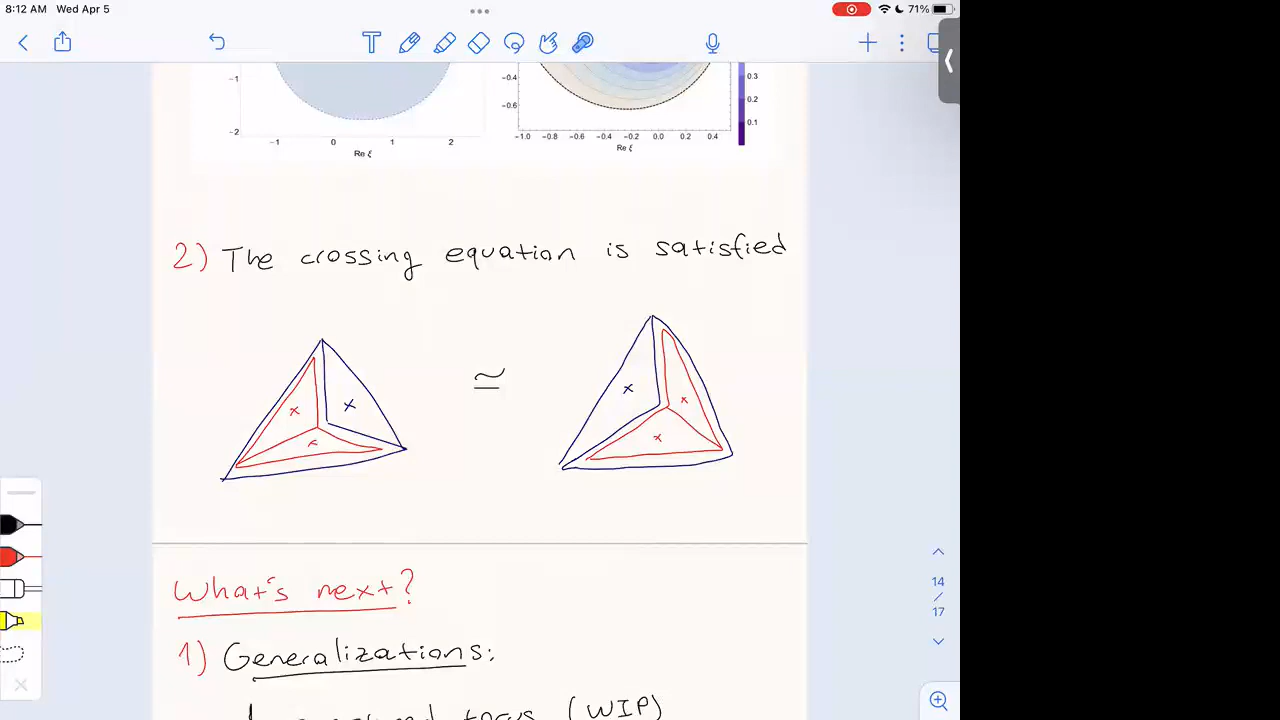 8:12 AM Wed Apr 5
71%
T
-1
-2
-1 0 1 2
Re ξ
-0.4
-0.6
-1.0 -0.8 -0.6 -0.4 -0.2 0.0 0.2 0.4
Re ξ
0.3
0.2
0.1
2) The crossing equation is satisfied
x x x
≃
x x x
What's next?
1) Generalizations:
(WIP)
14
/
17